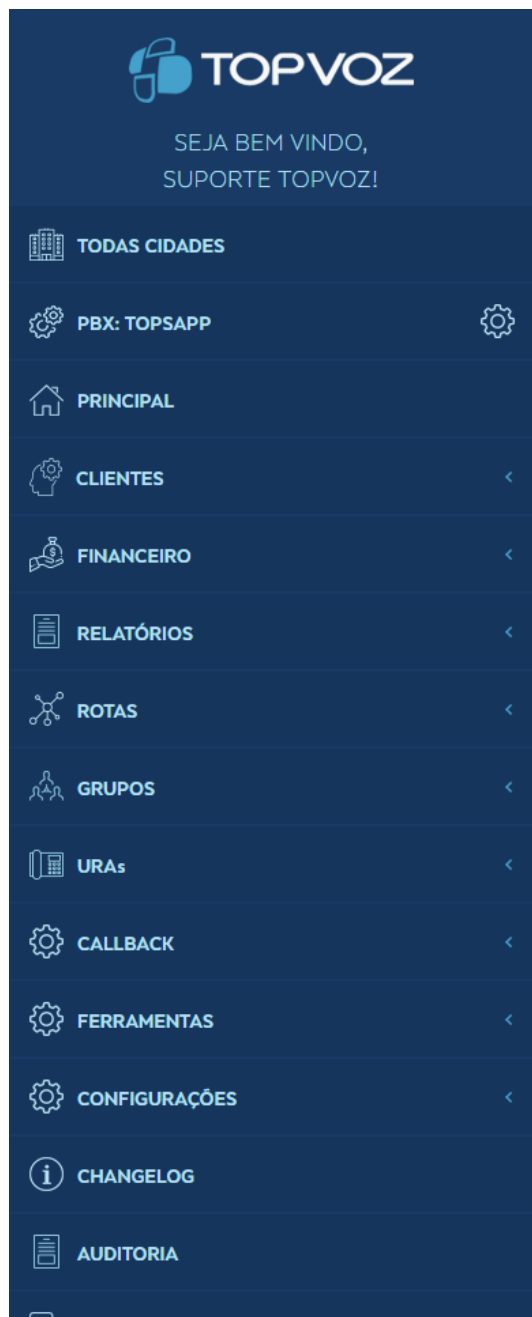 TOPVOZ
SEJA BEM VINDO,
SUPORTE TOPVOZ!
TODAS CIDADES
PBX: TOPSAPP
PRINCIPAL
CLIENTES
FINANCEIRO
RELATÓRIOS
ROTAS
GRUPOS
URAs
CALLBACK
FERRAMENTAS
CONFIGURAÇÕES
CHANGELOG
AUDITORIA